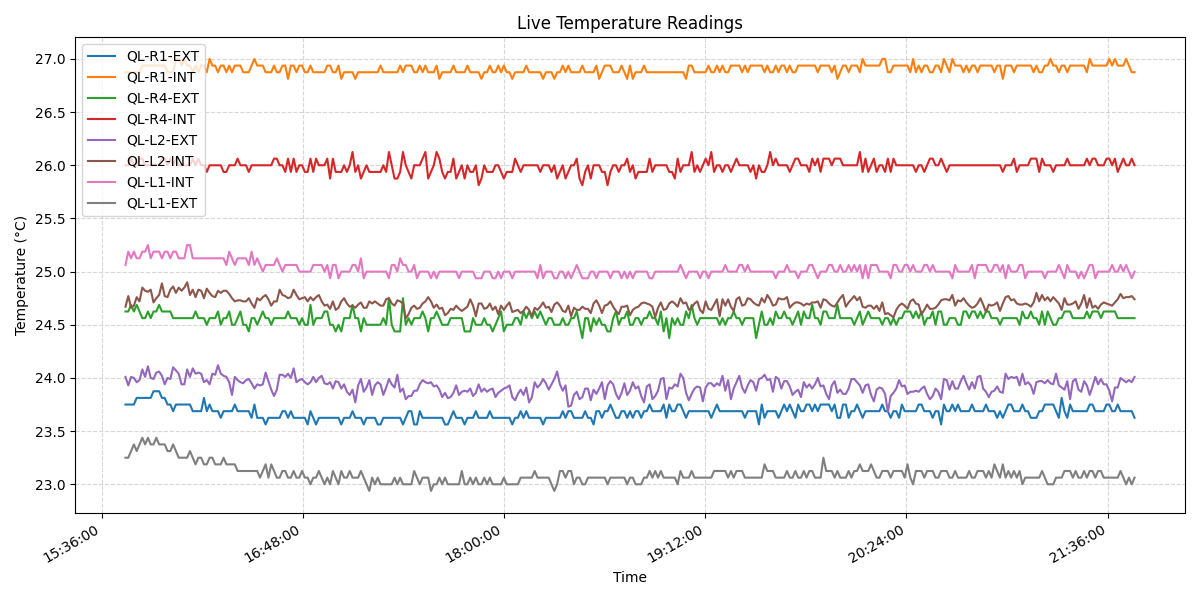 Live Temperature Readings
QL-R1-EXT
QL-R1-INT
QL-R4-EXT
QL-R4-INT
QL-L2-EXT
QL-L2-INT
QL-L1-INT
QL-L1-EXT
Temperature (°C)
27.0
26.5
26.0
25.5
25.0
24.5
24.0
23.5
23.0
15:36:00
16:48:00
18:00:00
19:12:00
20:24:00
21:36:00
Time